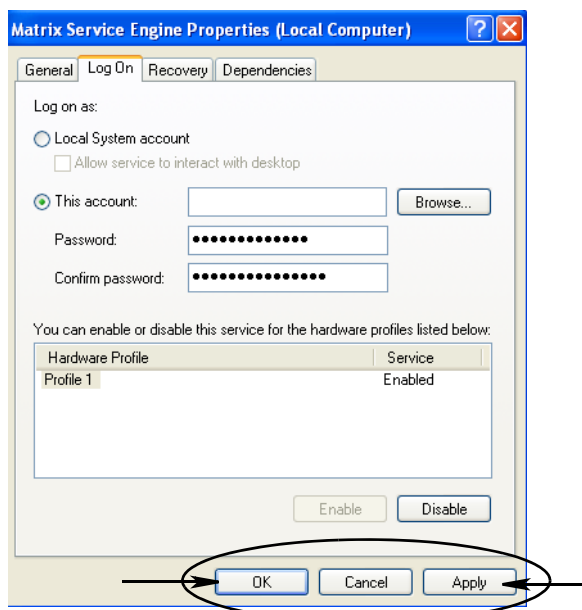 Matrix Service Engine Properties (Local Computer)
General Log On Recovery Dependencies
Log on as:
Local System account
Allow service to interact with desktop
This account: Browse...
Password: •••••••••••••
Confirm password: •••••••••••••••
You can enable or disable this service for the hardware profiles listed below:
Hardware Profile Service
Profile 1 Enabled
Enable Disable
OK Cancel Apply